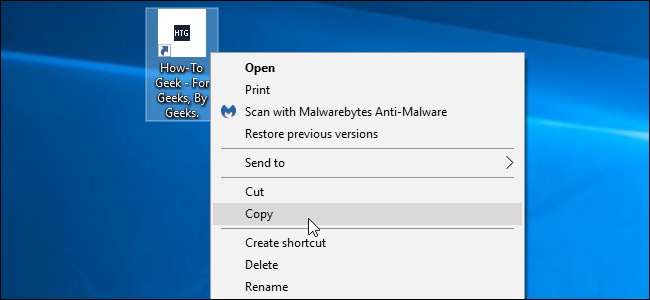 HTG
How-To
Geek - For
Geeks, By
Geeks.
Open
Print
Scan with Malwarebytes Anti-Malware
Restore previous versions
Send to
Cut
Copy
Create shortcut
Delete
Rename